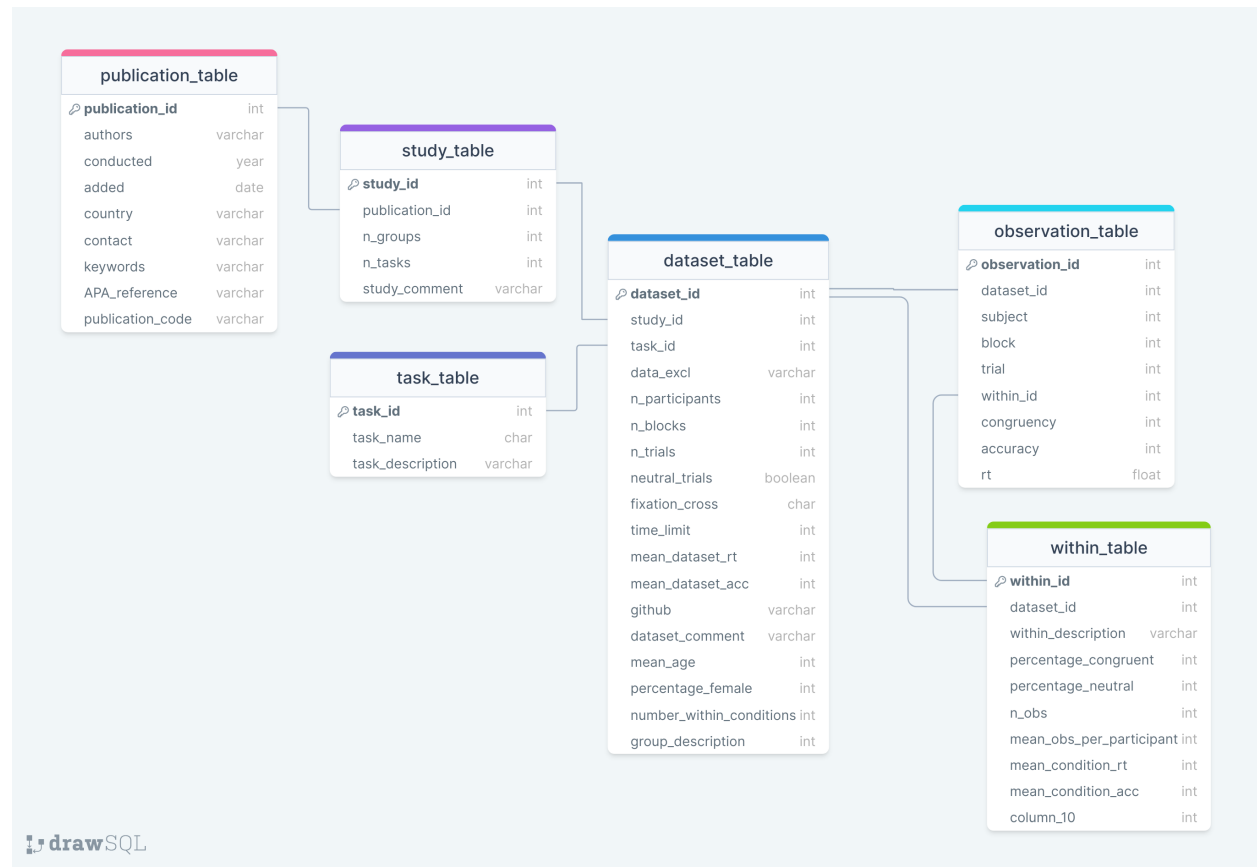 publication_table
publication_id int
authors varchar
conducted year
added date
country varchar
contact varchar
keywords varchar
APA_reference varchar
publication_code varchar
study_table
study_id int
publication_id int
n_groups int
n_tasks int
study_comment varchar
task_table
task_id int
task_name char
task_description varchar
dataset_table
dataset_id int
study_id int
task_id int
data_excl varchar
n_participants int
n_blocks int
n_trials int
neutral_trials boolean
fixation_cross char
time_limit int
mean_dataset_rt int
mean_dataset_acc int
github varchar
dataset_comment varchar
mean_age int
percentage_female int
number_within_conditions int
group_description int
observation_table
observation_id int
dataset_id int
subject int
block int
trial int
within_id int
congruency int
accuracy int
rt float
within_table
within_id int
dataset_id int
within_description varchar
percentage_congruent int
percentage_neutral int
n_obs int
mean_obs_per_participant int
mean_condition_rt int
mean_condition_acc int
column_10 int
drawSQL